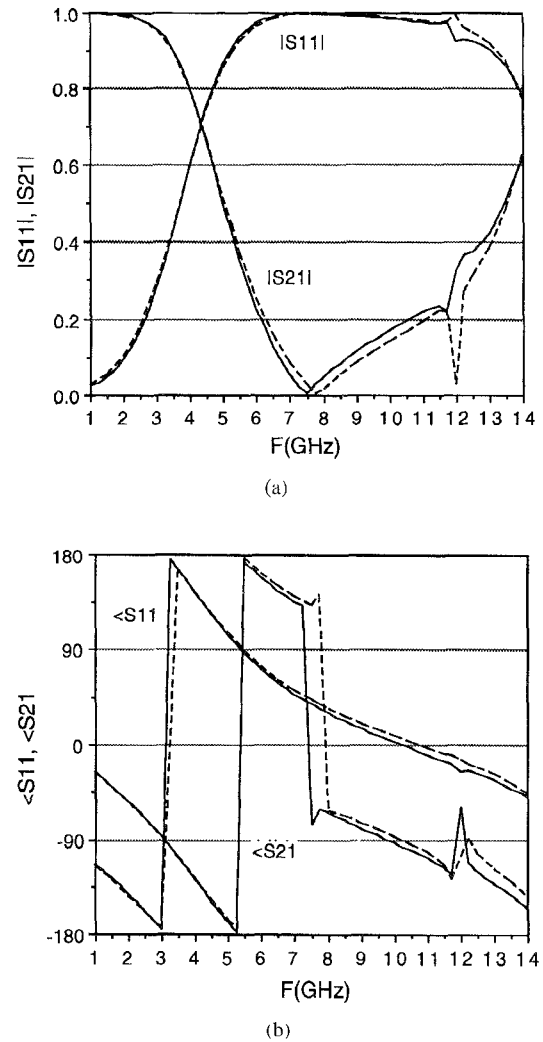 1.0
0.8
0.6
0.4
0.2
0.0
|S11|, |S21|
|S11|
|S21|
1 2 3 4 5 6 7 8 9 10 11 12 13 14
F(GHz)
(a)
180
90
0
-90
-180
<S11, <S21
<S11
<S21
1 2 3 4 5 6 7 8 9 10 11 12 13 14
F(GHz)
(b)